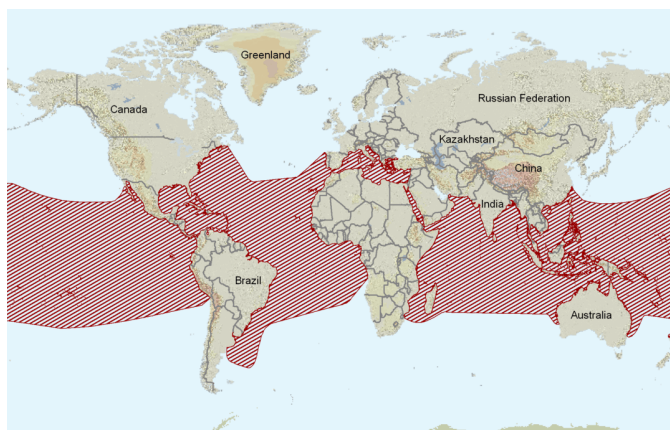 Greenland
Canada
Russian Federation
Kazakhstan
China
India
Brazil
Australia